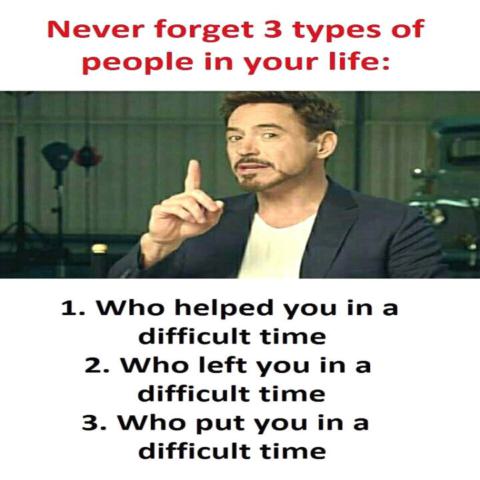 Never forget 3 types of
people in your life:
1. Who helped you in a
difficult time
2. Who left you in a
difficult time
3. Who put you in a
difficult time